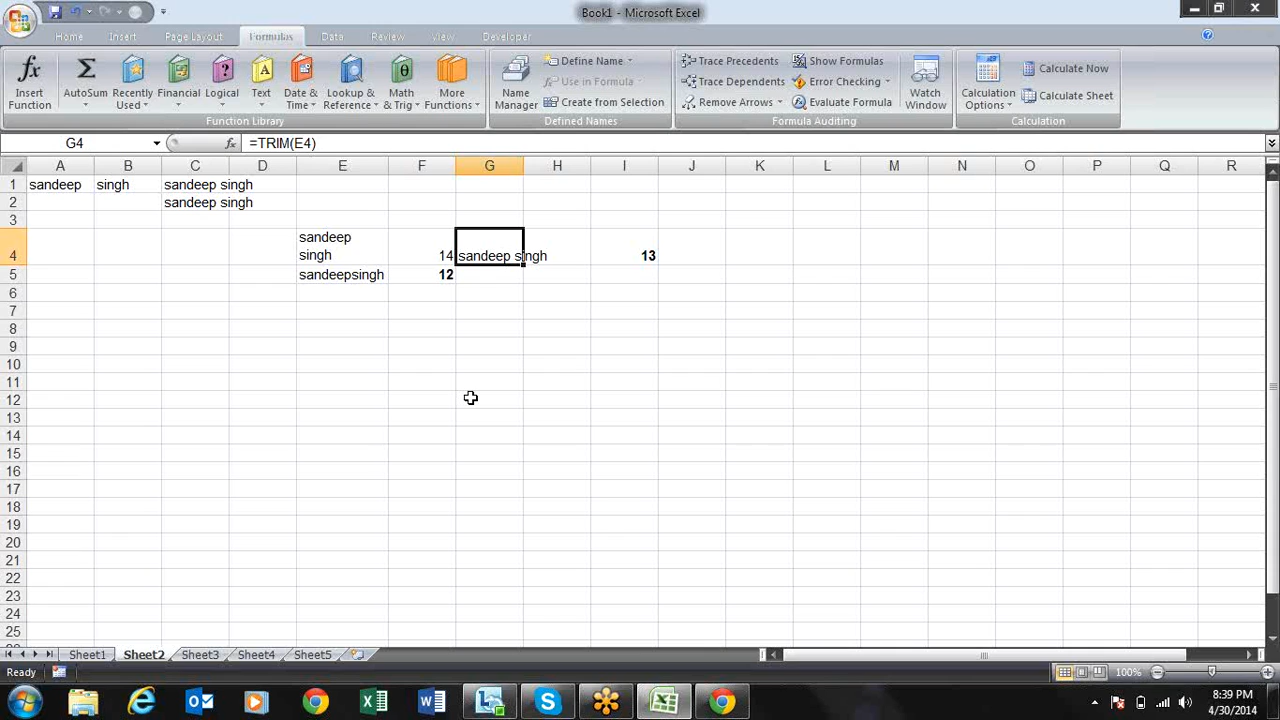 Book1 - Microsoft Excel
Home Insert Page Layout Formulas Data Review View Developer
Insert Function
AutoSum
Recently Used
Financial
Logical
Text
Date & Time
Lookup & Reference
Math & Trig
More Functions
Function Library
Name Manager
Define Name
Use in Formula
Create from Selection
Defined Names
Trace Precedents
Trace Dependents
Remove Arrows
Show Formulas
Error Checking
Evaluate Formula
Formula Auditing
Watch Window
Calculation Options
Calculate Now
Calculate Sheet
Calculation
G4 fx =TRIM(E4)
A B C D E F G H I J K L M N O P Q R
1 sandeep singh sandeep singh
2 sandeep singh
3
sandeep
4 singh 14 sandeep singh 13
5 sandeepsingh 12
6
7
8
9
10
11
12
13
14
15
16
17
18
19
20
21
22
23
24
25
Sheet1 Sheet2 Sheet3 Sheet4 Sheet5
Ready 100%
8:39 PM
4/30/2014